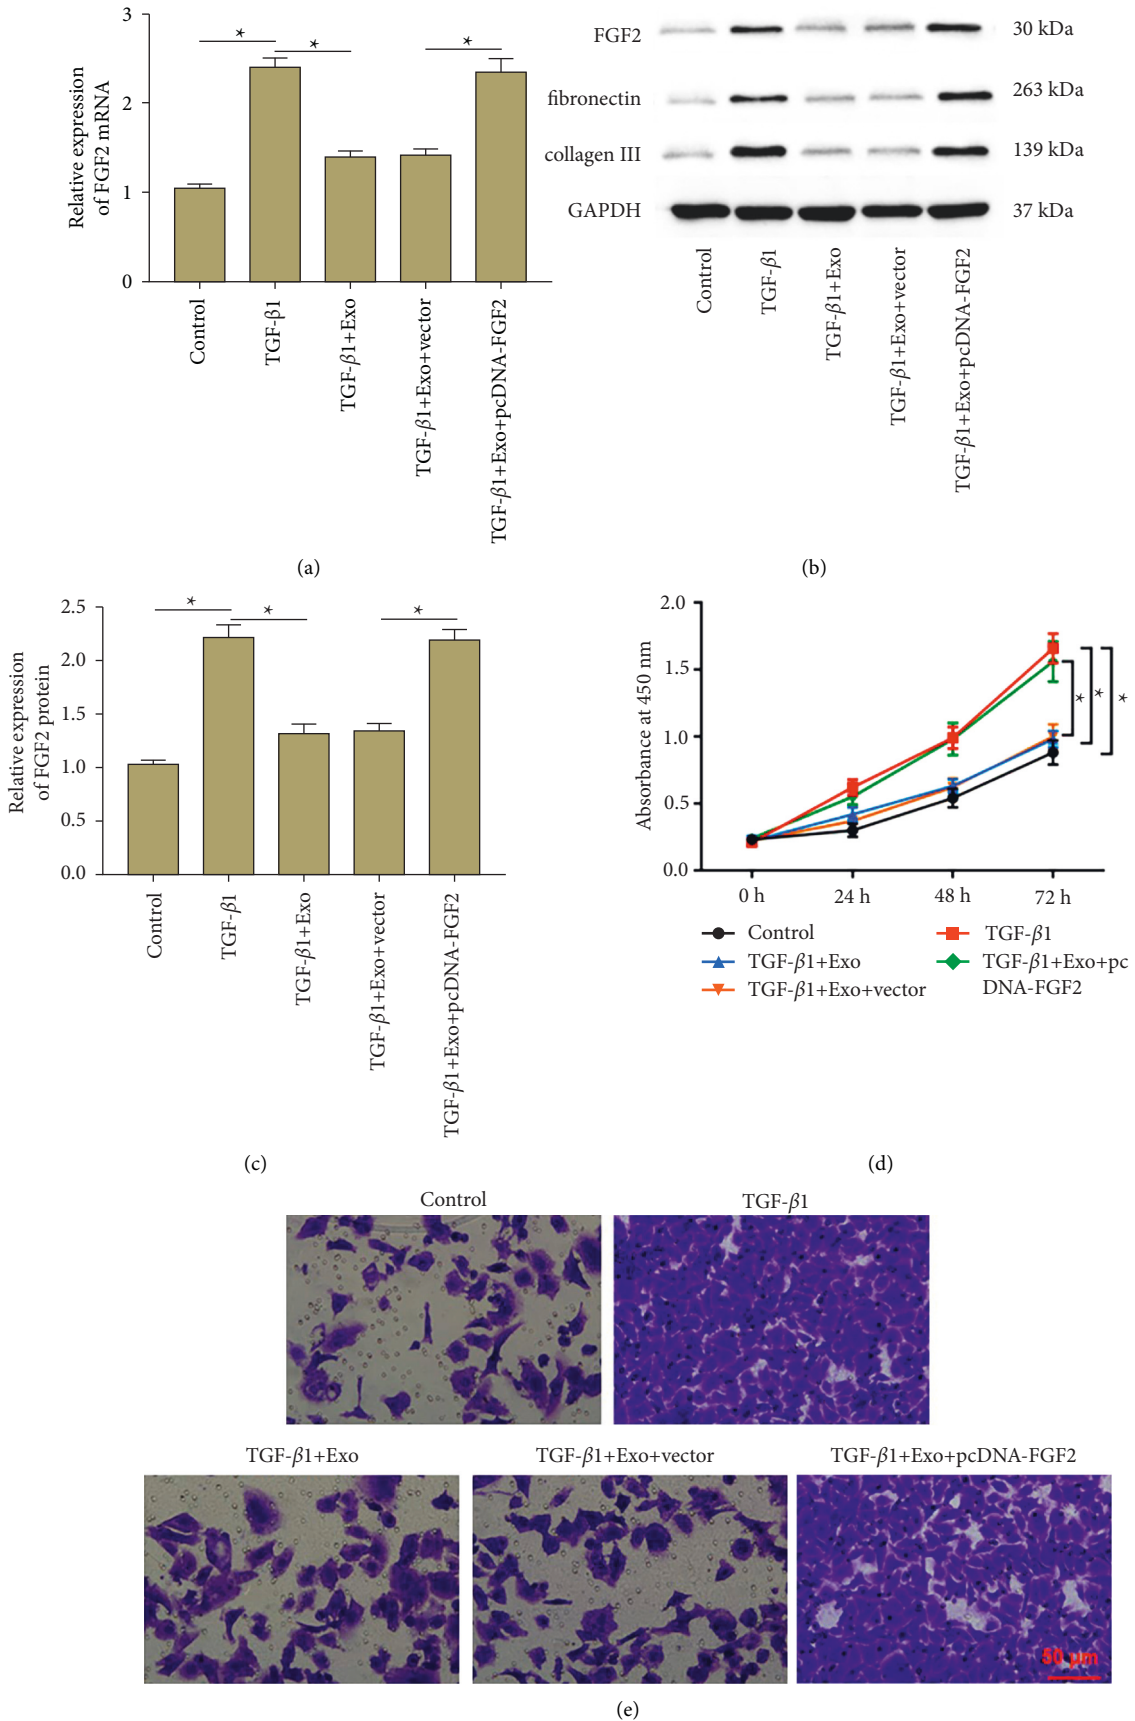 3
2
1
0
Relative expression
of FGF2 mRNA
*
*
*
Control
TGF-β1
TGF-β1+Exo
TGF-β1+Exo+vector
TGF-β1+Exo+pcDNA-FGF2
(a)
FGF2
30 kDa
fibronectin
263 kDa
collagen III
139 kDa
GAPDH
37 kDa
Control
TGF-β1
TGF-β1+Exo
TGF-β1+Exo+vector
TGF-β1+Exo+pcDNA-FGF2
(b)
2.5
2.0
1.5
1.0
0.5
0.0
Relative expression
of FGF2 protein
*
*
*
Control
TGF-β1
TGF-β1+Exo
TGF-β1+Exo+vector
TGF-β1+Exo+pcDNA-FGF2
(c)
2.0
1.5
1.0
0.5
0.0
Absorbance at 450 nm
*
*
*
0 h 24 h 48 h 72 h
Control
TGF-β1+Exo
TGF-β1+Exo+vector
TGF-β1
TGF-β1+Exo+pc
DNA-FGF2
(d)
Control TGF-β1
TGF-β1+Exo TGF-β1+Exo+vector TGF-β1+Exo+pcDNA-FGF2
50 μm
(e)